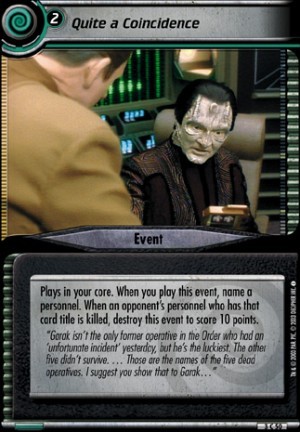 2
Quite a Coincidence
Event
Plays in your core. When you play this event, name a
personnel. When an opponent's personnel who has that
card title is killed, destroy this event to score 10 points.
"Garak isn't the only former operative in the Order who had an
'unfortunate incident' yesterday, but he's the luckiest. The other
five didn't survive. .... Those are the names of the five dead
operatives. I suggest you show that to Garak..."